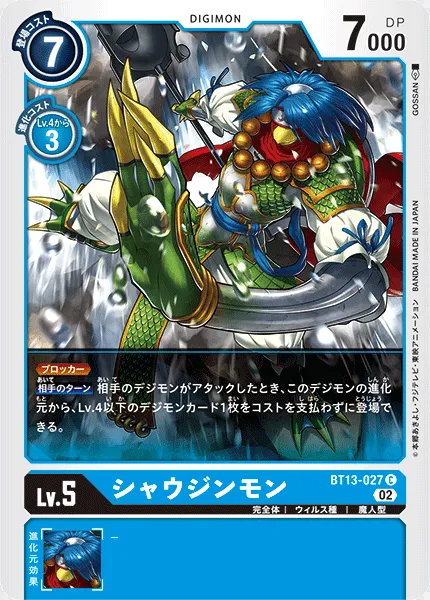 登場コスト
7
DIGIMON
7000
DP
進化コスト
Lv.4から
3
GOSSAN
BANDAI MADE IN JAPAN
© 本郷あきよし・フジテレビ・東映アニメーション
ブロッカー
相手のターン 相手のデジモンがアタックしたとき、このデジモンの進化
元から、Lv.4以下のデジモンカード1枚をコストを支払わずに登場で
きる。
Lv.5
シャウジンモン
BT13-027 C
02
完全体 | ウィルス種 | 魔人型
進化元効果
–